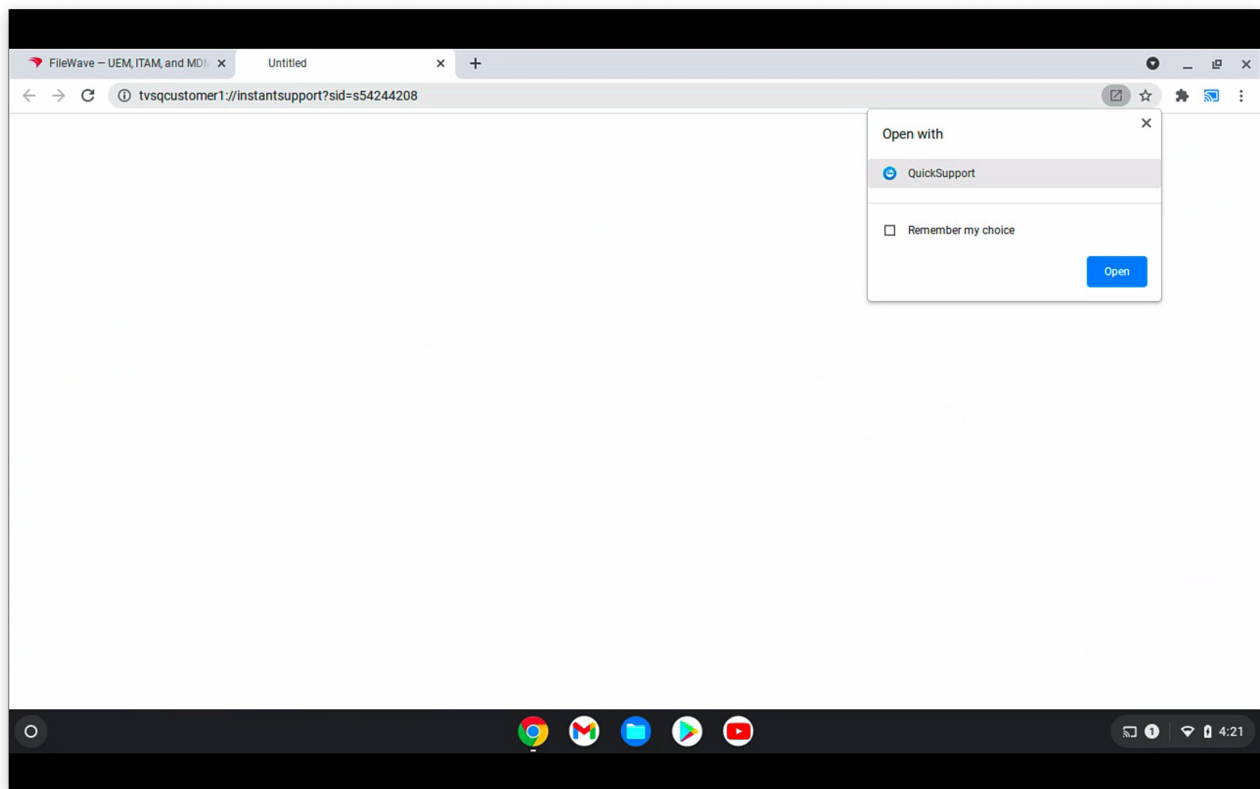 FileWave – UEM, ITAM, and MDM
Untitled
tvsqcustomer1://instantsupport?sid=s54244208
Open with
QuickSupport
Remember my choice
Open
1
4:21